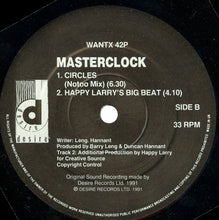 WANTX 42P
MASTERCLOCK
1. CIRCLES
(Notoo Mix) (6.30)
2. HAPPY LARRY'S BIG BEAT (4.10)
SIDE B
33 RPM
d
desire
Writer: Leng. Hannant
Produced by Barry Leng & Duncan Hannant
Track 2: Additional Production by Happy Larry
for Creative Source
Copyright Control
Original Sound Recording made by
Desire Records Ltd. 1991
℗ DESIRE RECORDS LTD. 1991